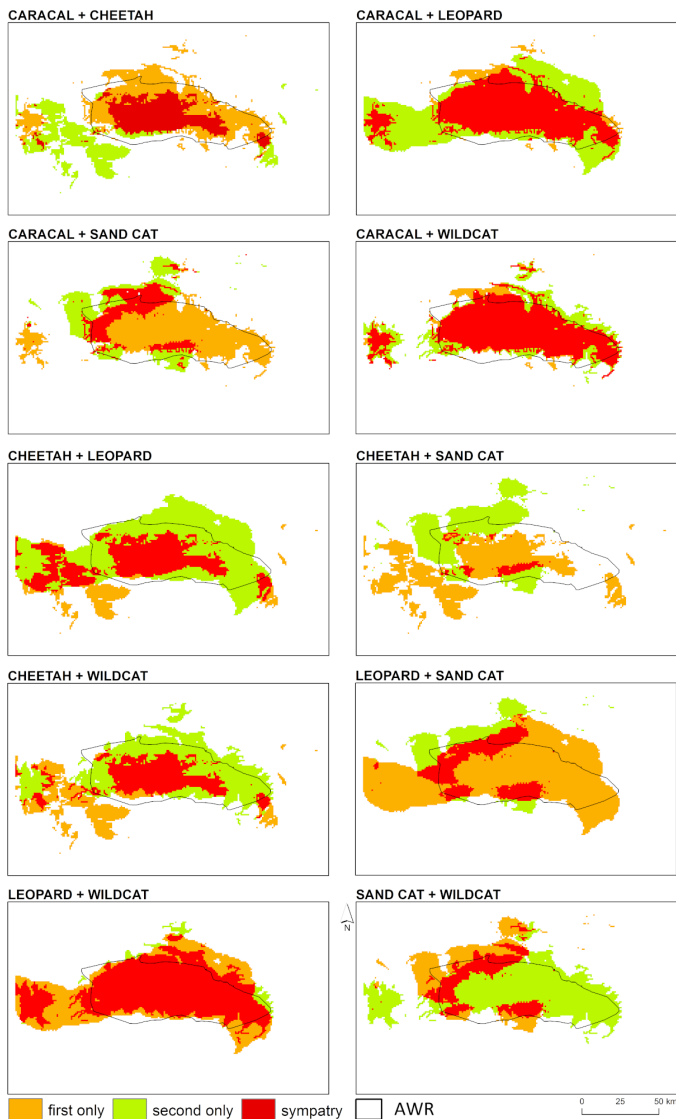 CARACAL + CHEETAH
CARACAL + LEOPARD
CARACAL + SAND CAT
CARACAL + WILDCAT
CHEETAH + LEOPARD
CHEETAH + SAND CAT
CHEETAH + WILDCAT
LEOPARD + SAND CAT
LEOPARD + WILDCAT
SAND CAT + WILDCAT
N
first only second only sympatry AWR 0 25 50 km